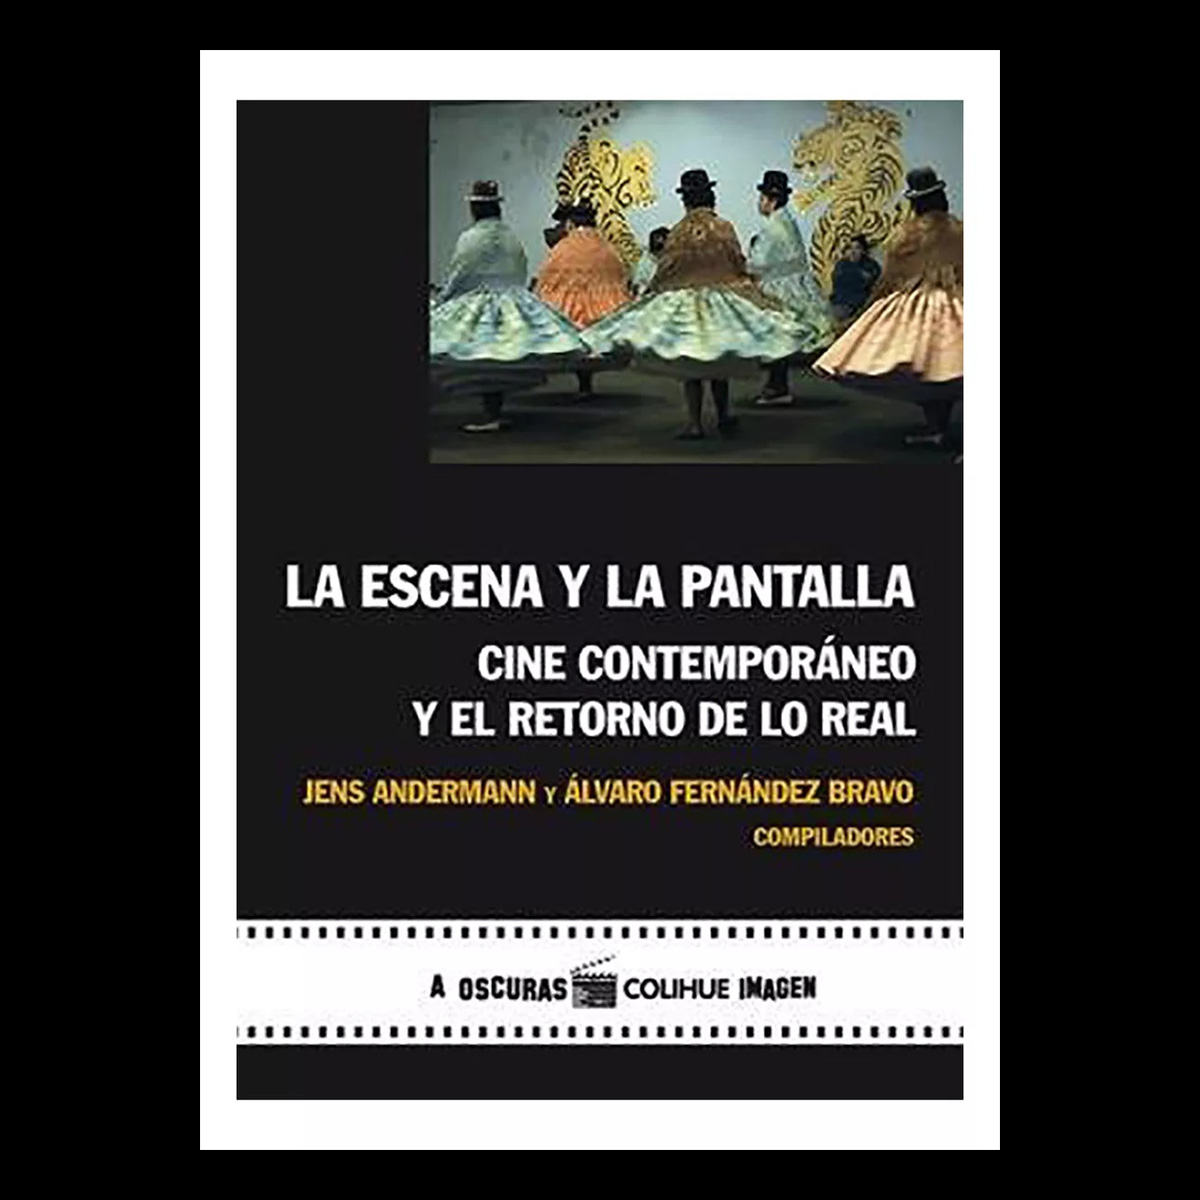 LA ESCENA Y LA PANTALLA
CINE CONTEMPORÁNEO
Y EL RETORNO DE LO REAL
JENS ANDERMANN Y ÁLVARO FERNÁNDEZ BRAVO
COMPILADORES
A OSCURAS COLIHUE IMAGEN